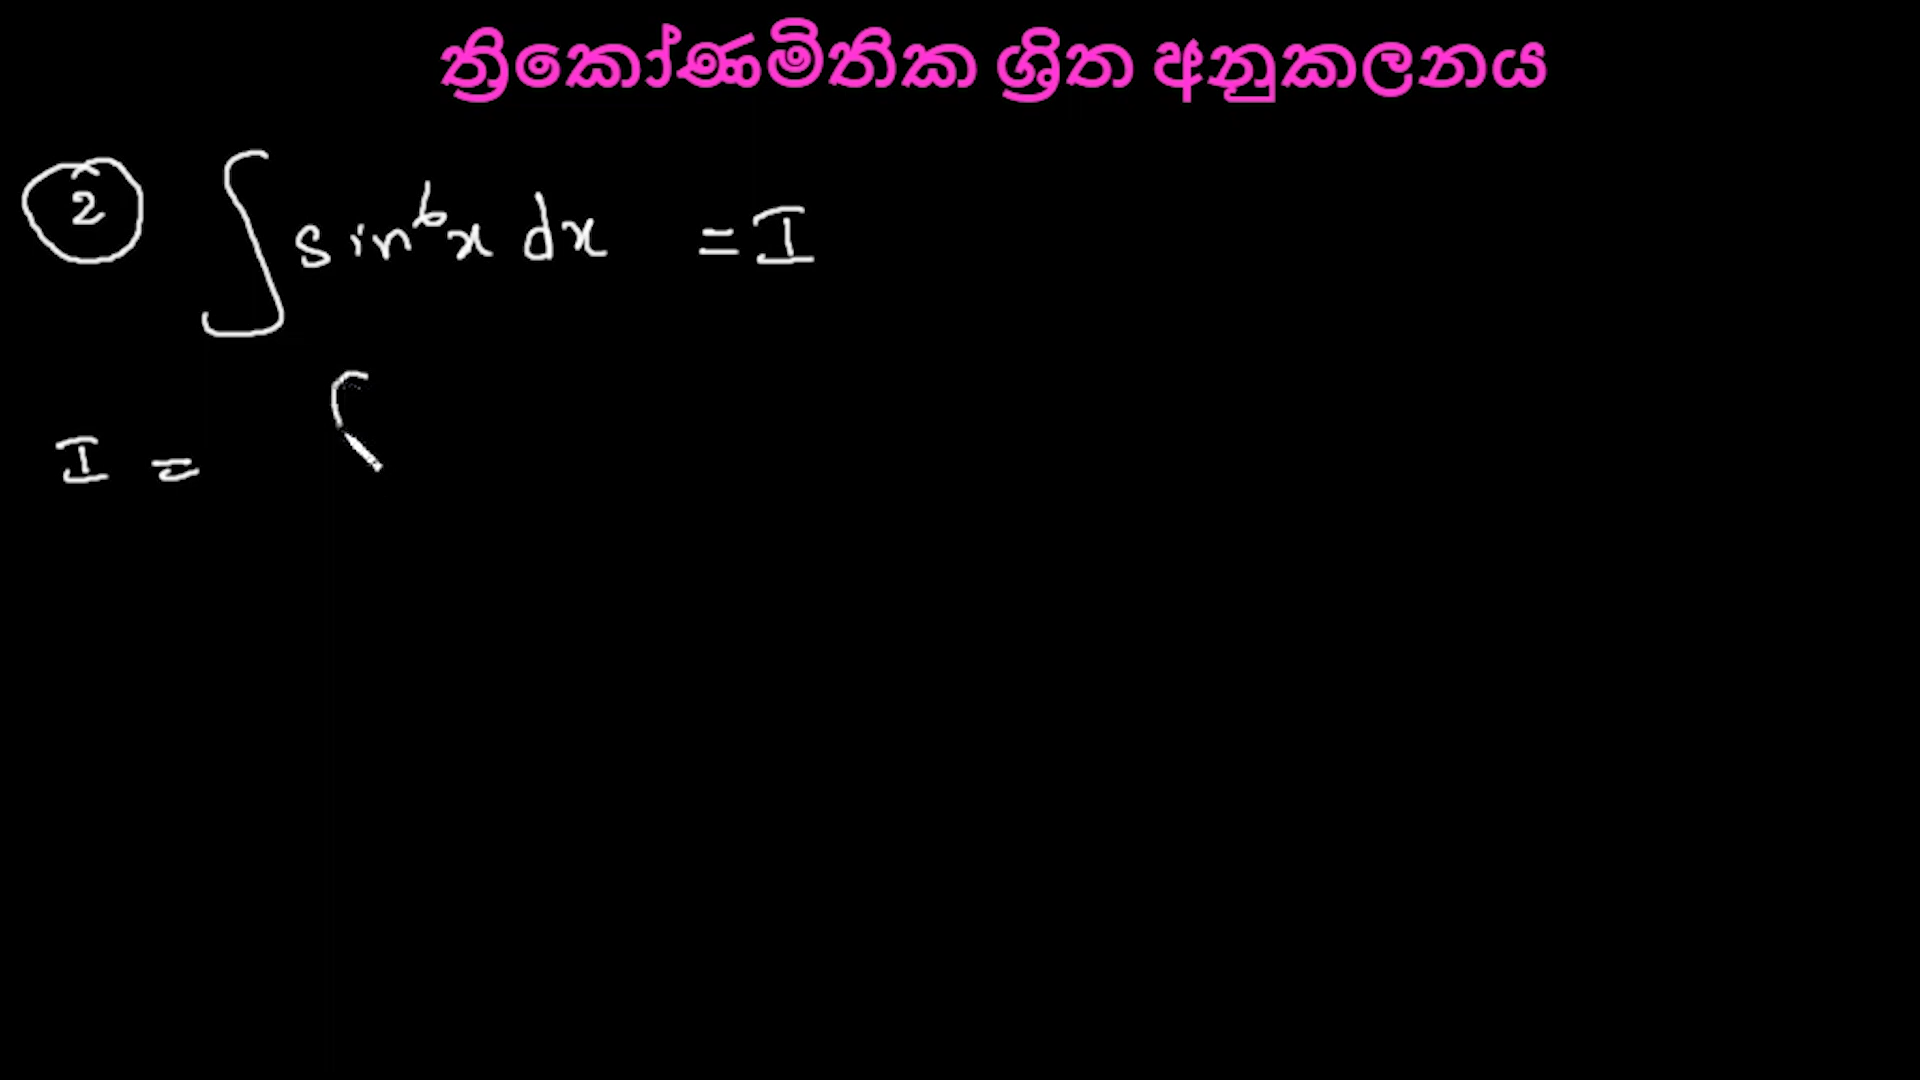 ත්‍රිකෝණමිතික ශ්‍රිත අනුකලනය
② ∫ sin⁶x dx = I
I = ∫